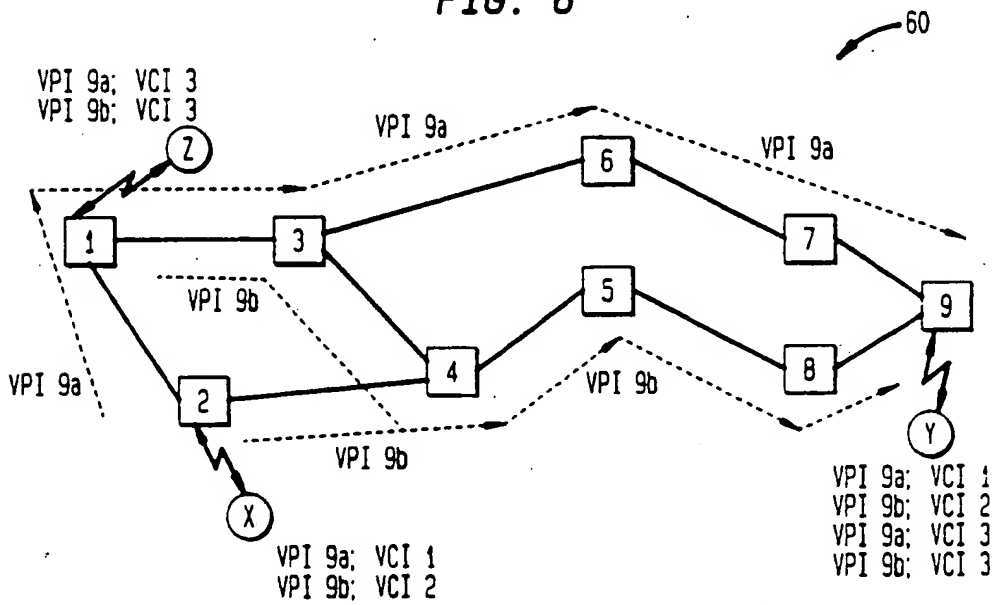 FIG. 6
60
VPI 9a; VCI 3
VPI 9b; VCI 3
Z
VPI 9a
VPI 9a
6
1
3
7
VPI 9b
5
9
VPI 9a
2
4
VPI 9b
8
VPI 9b
Y
X
VPI 9a; VCI 1
VPI 9b; VCI 2
VPI 9a; VCI 3
VPI 9b; VCI 3
VPI 9a; VCI 1
VPI 9b; VCI 2